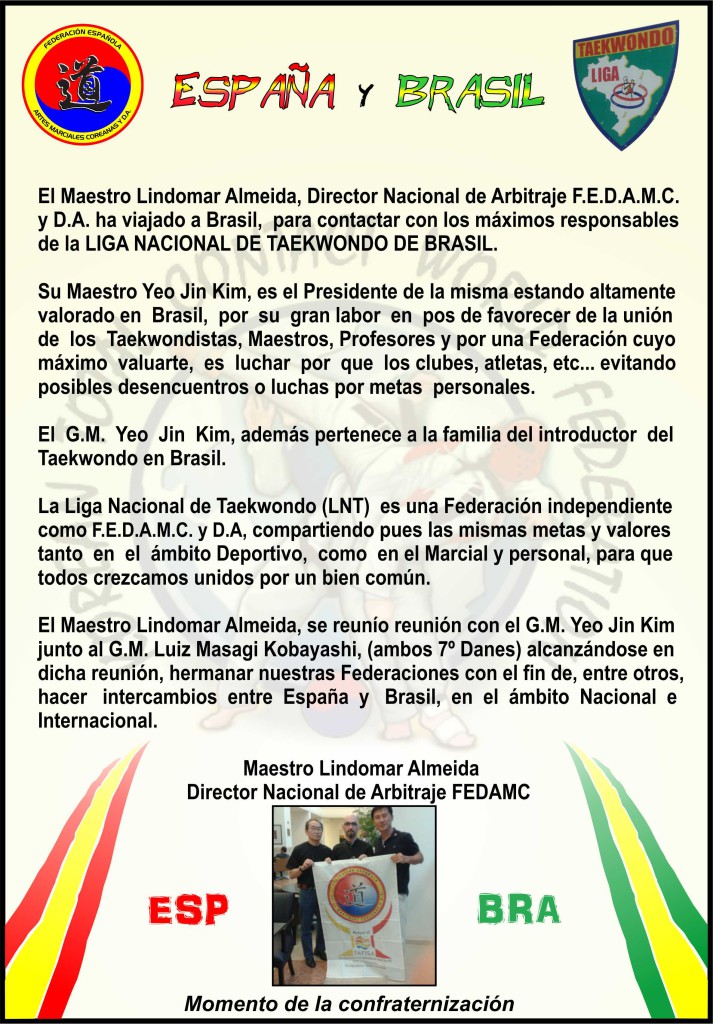 FEDERACIÓN ESPAÑOLA
道
ARTES MARCIALES COREANAS Y D.A.
ESPAÑA Y BRASIL
TAEKWONDO
LIGA
El Maestro Lindomar Almeida, Director Nacional de Arbitraje F.E.D.A.M.C.
y D.A. ha viajado a Brasil, para contactar con los máximos responsables
de la LIGA NACIONAL DE TAEKWONDO DE BRASIL.
Su Maestro Yeo Jin Kim, es el Presidente de la misma estando altamente
valorado en Brasil, por su gran labor en pos de favorecer de la unión
de los Taekwondistas, Maestros, Profesores y por una Federación cuyo
máximo valuarte, es luchar por que los clubes, atletas, etc... evitando
posibles desencuentros o luchas por metas personales.
El G.M. Yeo Jin Kim, además pertenece a la familia del introductor del
Taekwondo en Brasil.
La Liga Nacional de Taekwondo (LNT) es una Federación independiente
como F.E.D.A.M.C. y D.A, compartiendo pues las mismas metas y valores
tanto en el ámbito Deportivo, como en el Marcial y personal, para que
todos crezcamos unidos por un bien común.
El Maestro Lindomar Almeida, se reunío reunión con el G.M. Yeo Jin Kim
junto al G.M. Luiz Masagi Kobayashi, (ambos 7º Danes) alcanzándose en
dicha reunión, hermanar nuestras Federaciones con el fin de, entre otros,
hacer intercambios entre España y Brasil, en el ámbito Nacional e
Internacional.
KOREAN TOTAL CONTACT WORLD FEDERATION
Maestro Lindomar Almeida
Director Nacional de Arbitraje FEDAMC
道
ESP
BRA
Momento de la confraternización